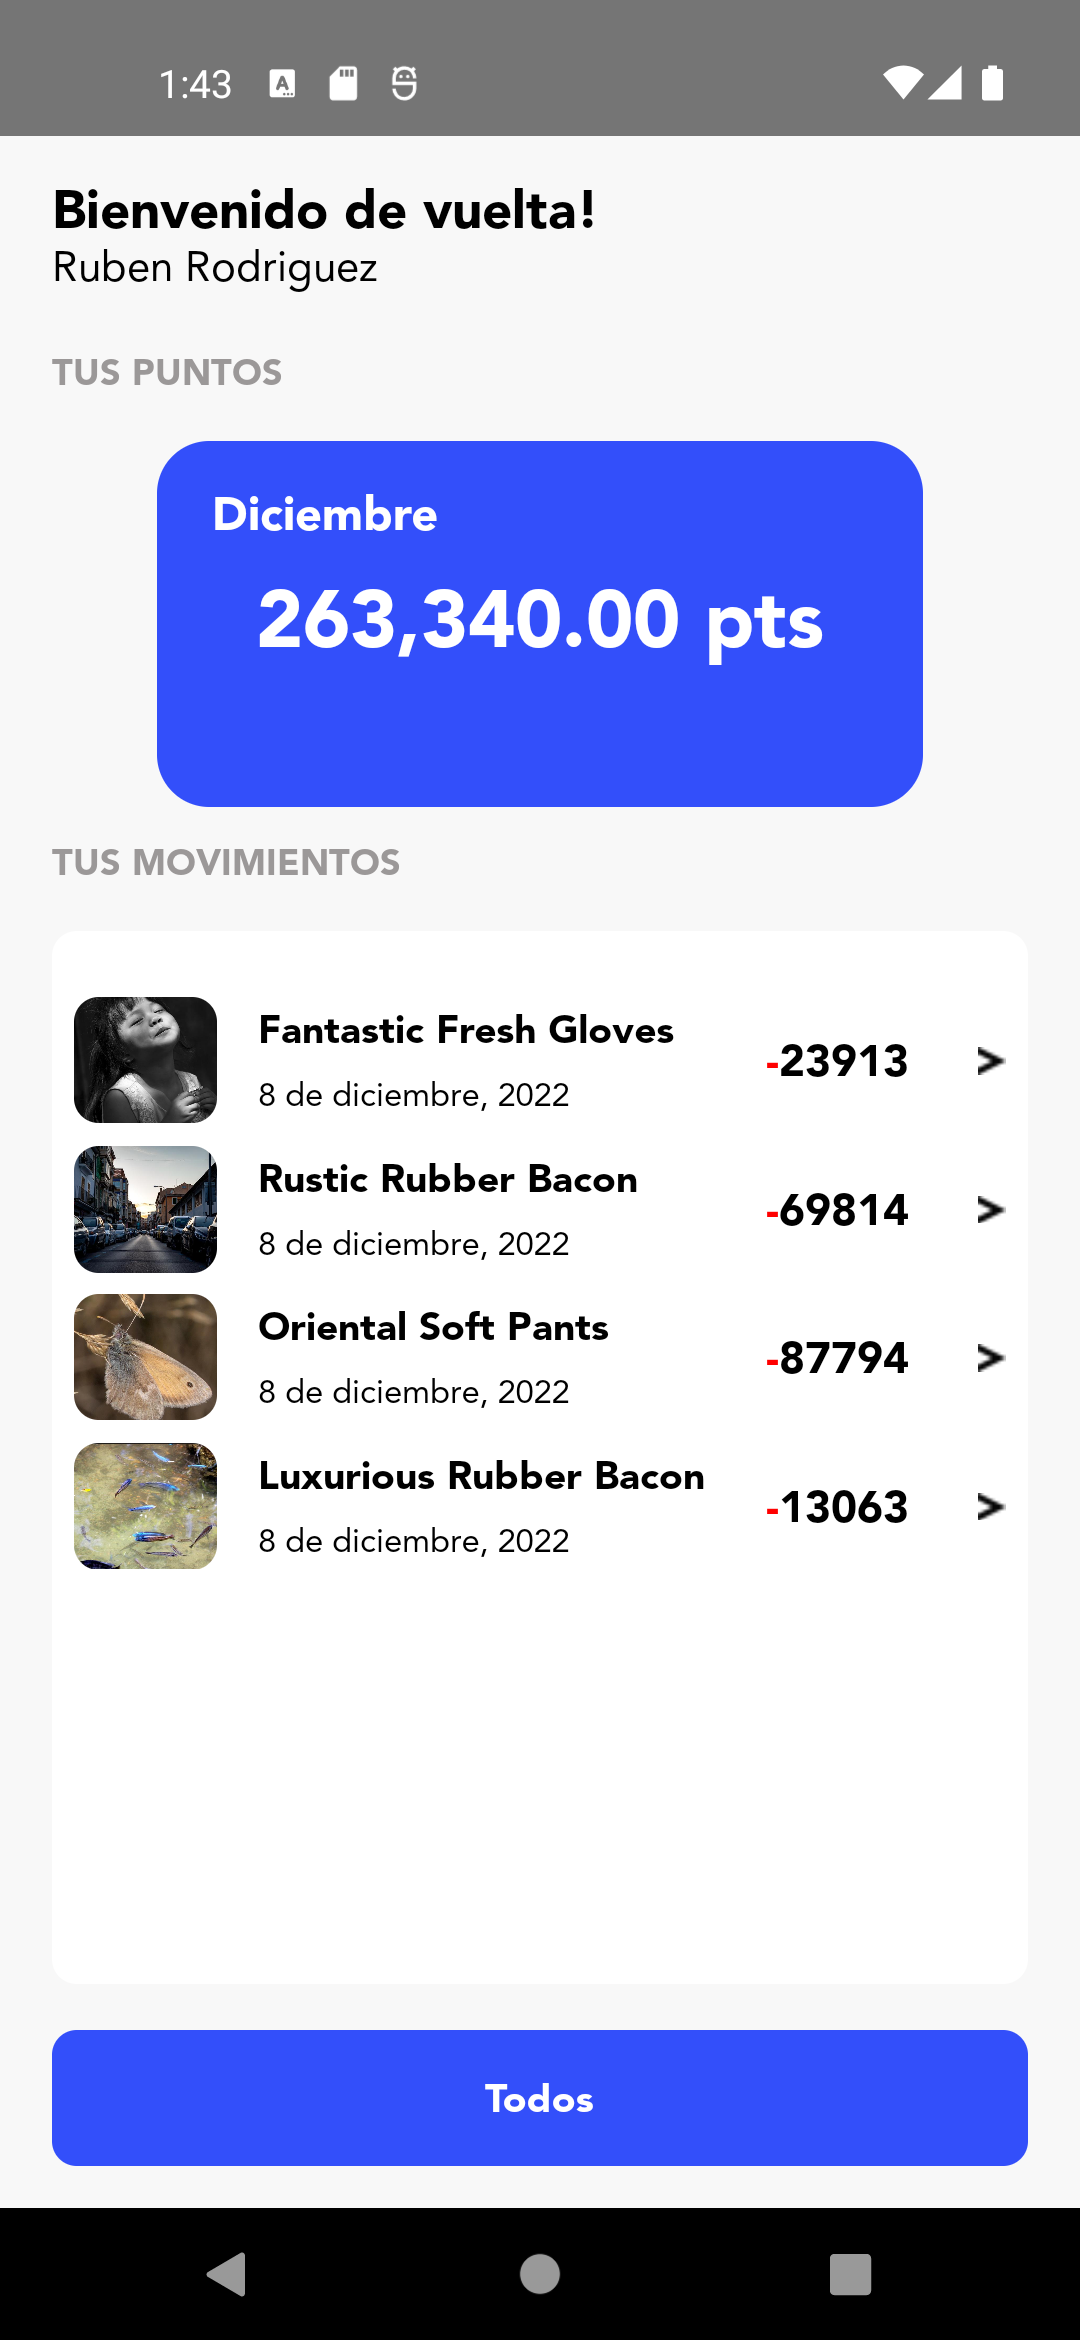 1:43
Bienvenido de vuelta!
Ruben Rodriguez
TUS PUNTOS
Diciembre
263,340.00 pts
TUS MOVIMIENTOS
Fantastic Fresh Gloves
8 de diciembre, 2022
-23913 >
Rustic Rubber Bacon
8 de diciembre, 2022
-69814 >
Oriental Soft Pants
8 de diciembre, 2022
-87794 >
Luxurious Rubber Bacon
8 de diciembre, 2022
-13063 >
Todos